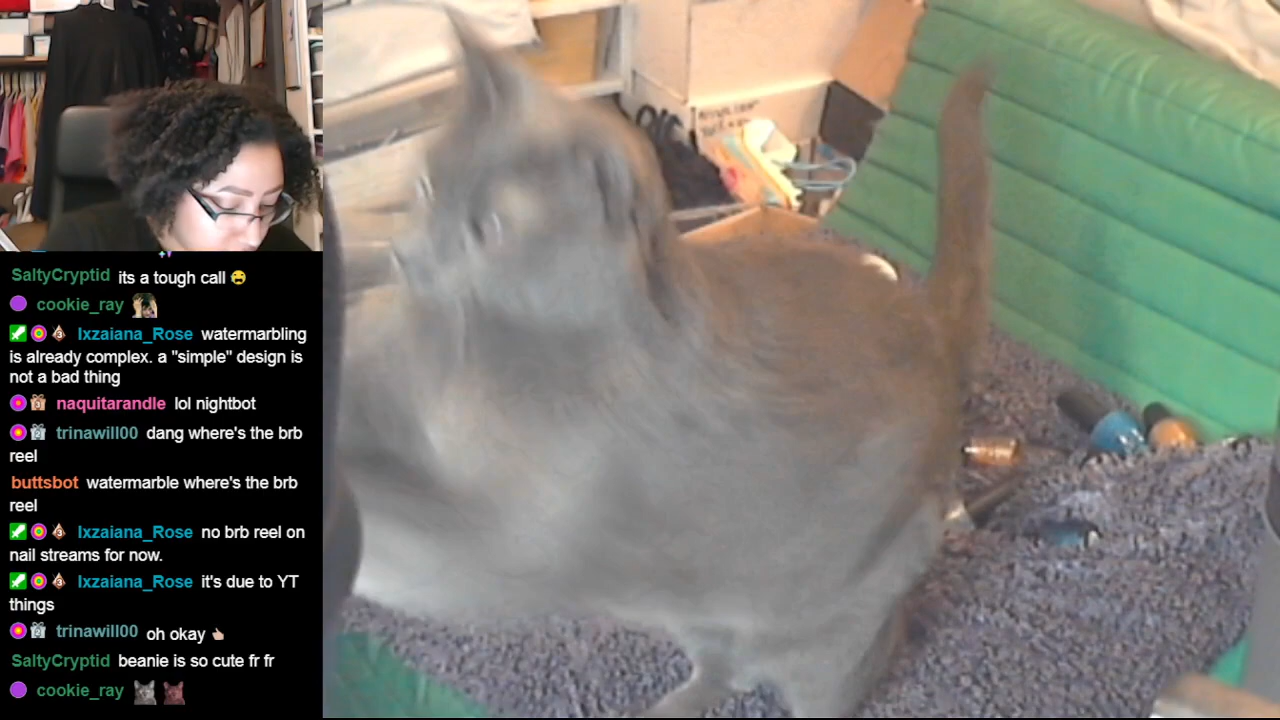 SaltyCryptid its a tough call 😭
cookie_ray
Ixzaiana_Rose watermarbling
is already complex. a "simple" design is
not a bad thing
naquitarandle lol nightbot
trinawill00 dang where's the brb
reel
buttsbot watermarble where's the brb
reel
Ixzaiana_Rose no brb reel on
nail streams for now.
Ixzaiana_Rose it's due to YT
things
trinawill00 oh okay 👆🏻
SaltyCryptid beanie is so cute fr fr
cookie_ray